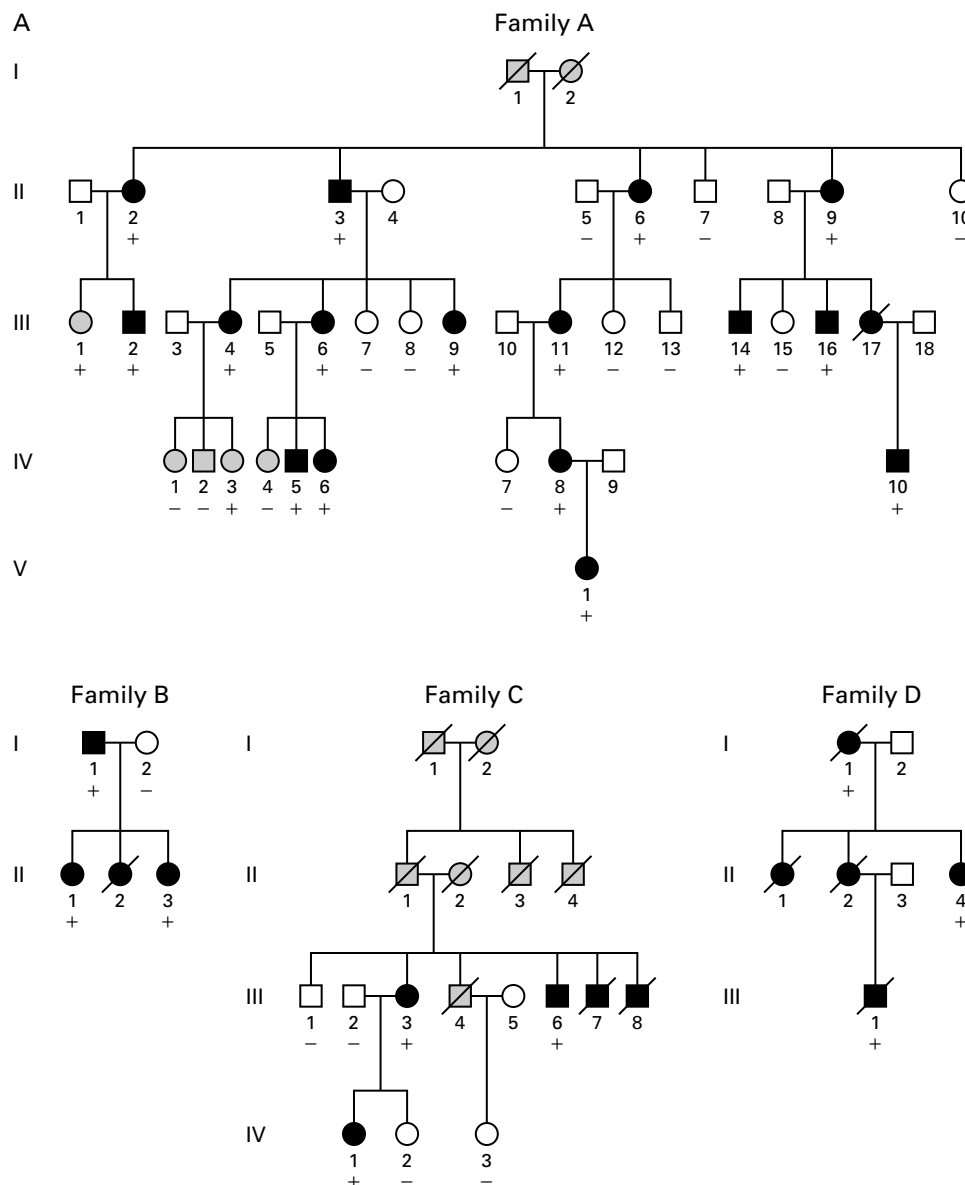 A Family A
I
1 2
II
1 2 3 4 5 6 7 8 9 10
+ + − + − + −
III
1 2 3 4 5 6 7 8 9 10 11 12 13 14 15 16 17 18
+ + + + − − + + − − + − +
IV
1 2 3 4 5 6 7 8 9 10
− − + − + + − + +
V
1
+
Family B Family C Family D
I I I
1 2 1 2 1 2
+ − +
II II II
1 2 3 1 2 3 4 1 2 3 4
+ + +
III III
1 2 3 4 5 6 7 8 1
− − + + +
IV
1 2 3
+ − −